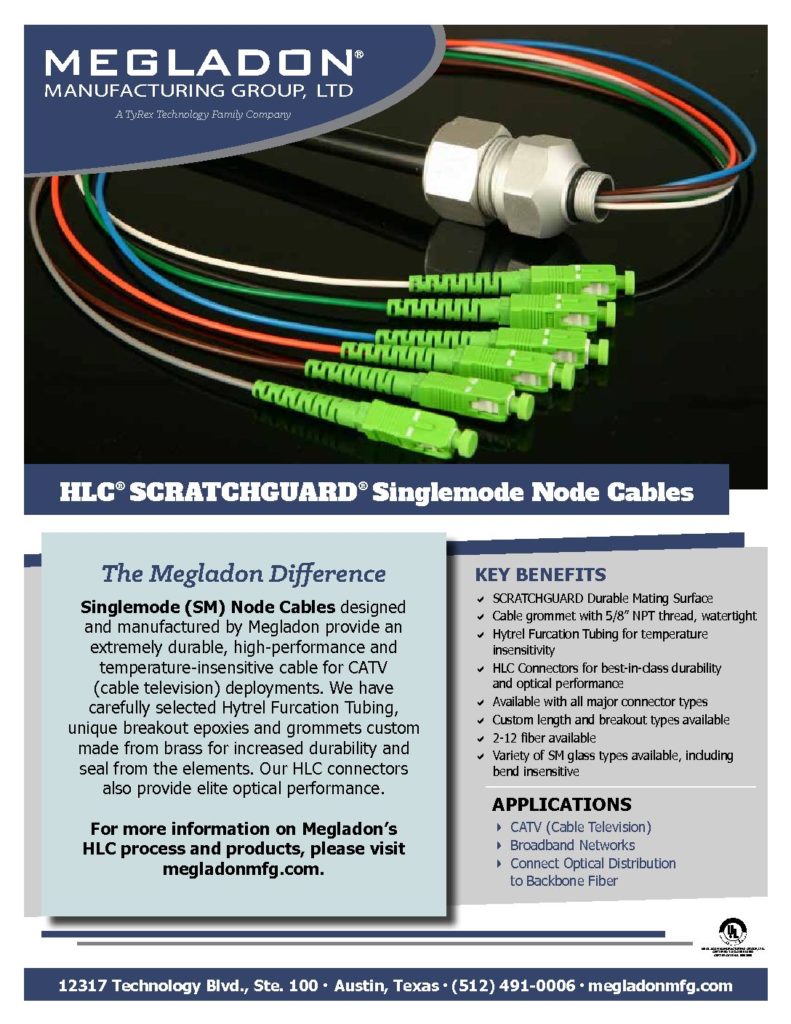 MEGLADON®
MANUFACTURING GROUP, LTD
A TyRex Technology Family Company
HLC® SCRATCHGUARD® Singlemode Node Cables
The Megladon Difference
Singlemode (SM) Node Cables designed
and manufactured by Megladon provide an
extremely durable, high-performance and
temperature-insensitive cable for CATV
(cable television) deployments. We have
carefully selected Hytrel Furcation Tubing,
unique breakout epoxies and grommets custom
made from brass for increased durability and
seal from the elements. Our HLC connectors
also provide elite optical performance.
For more information on Megladon’s
HLC process and products, please visit
megladonmfg.com.
KEY BENEFITS
SCRATCHGUARD Durable Mating Surface
Cable grommet with 5/8” NPT thread, watertight
Hytrel Furcation Tubing for temperature
insensitivity
HLC Connectors for best-in-class durability
and optical performance
Available with all major connector types
Custom length and breakout types available
2-12 fiber available
Variety of SM glass types available, including
bend insensitive
APPLICATIONS
CATV (Cable Television)
Broadband Networks
Connect Optical Distribution
to Backbone Fiber
UL
12317 Technology Blvd., Ste. 100 · Austin, Texas · (512) 491-0006 · megladonmfg.com